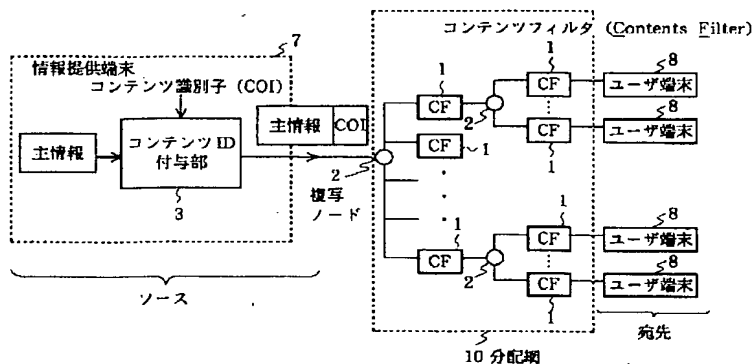 コンテンツフィルタ (Contents Filter)
7
情報提供端末
コンテンツ識別子 (COI)
主情報
コンテンツID
付与部
3
主情報 COI
2
複写
ノード
ソース
1
CF
2
1
CF
8
ユーザ端末
8
CF
ユーザ端末
1
CF
1
1
CF
2
1
CF
8
ユーザ端末
8
CF
ユーザ端末
1
宛先
10 分配網